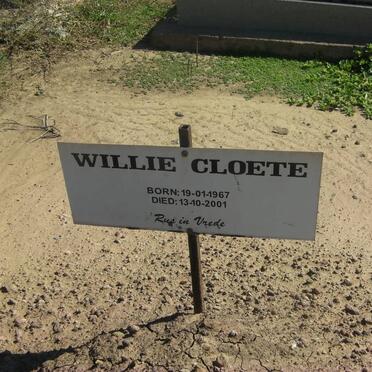 WILLIE CLOETE
BORN: 19-01-1967
DIED: 13-10-2001
Rus in Vrede